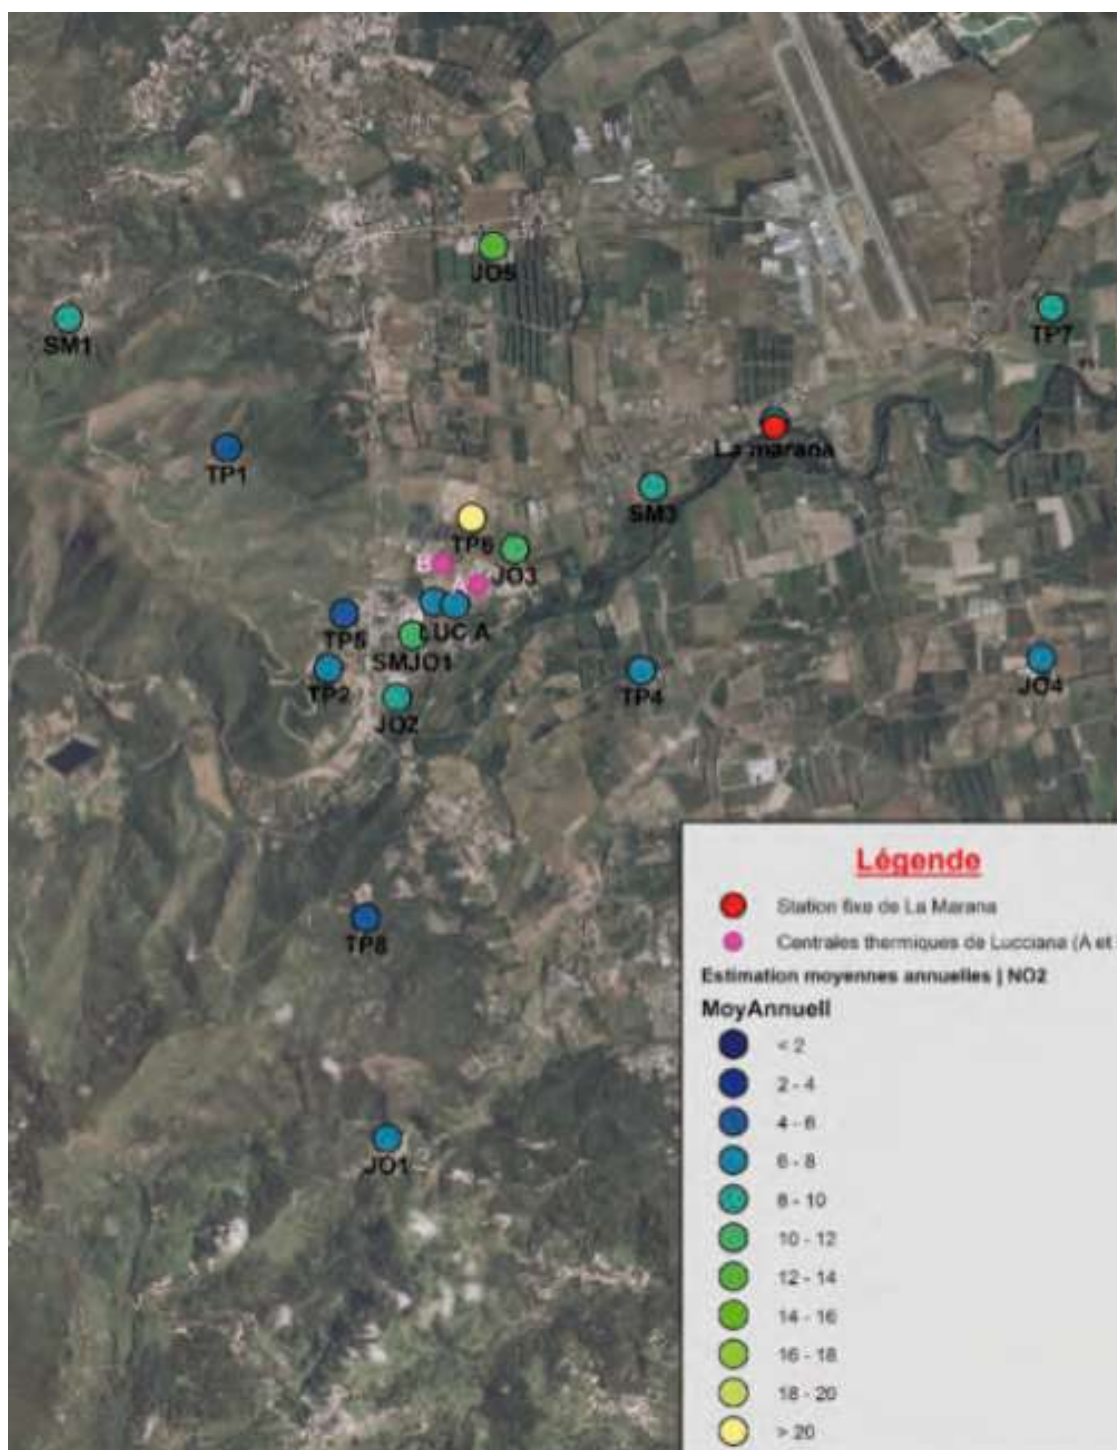 JO5
SM1
TP7
La marana
TP1
SM3
TP6
B
JO3
A
TP5
LUC A
SMJO1
TP2
TP4
JO4
JO2
Légende
Station fixe de La Marana
Centrales thermiques de Lucciana (A et
TP8
Estimation moyennes annuelles | NO2
MoyAnnuell
< 2
2 - 4
4 - 6
6 - 8
JO1
8 - 10
10 - 12
12 - 14
14 - 16
16 - 18
18 - 20
> 20